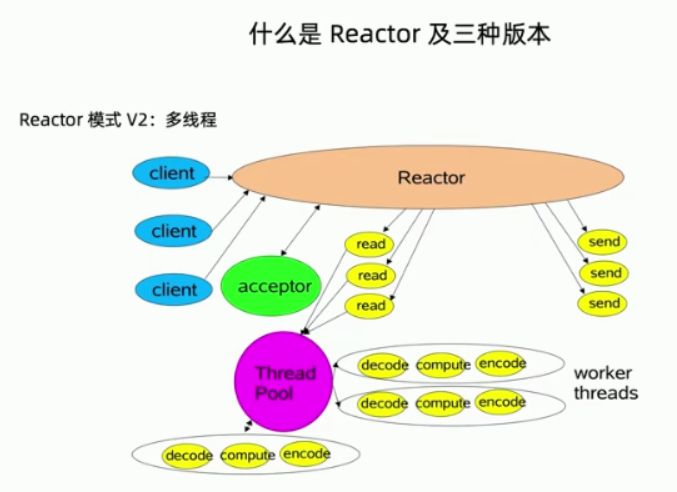 什么是 Reactor 及三种版本
Reactor 模式 V2：多线程
client
Reactor
client
read
send
read
send
client
acceptor
read
send
Thread
Pool
decode compute encode
worker
threads
decode compute encode
decode compute encode